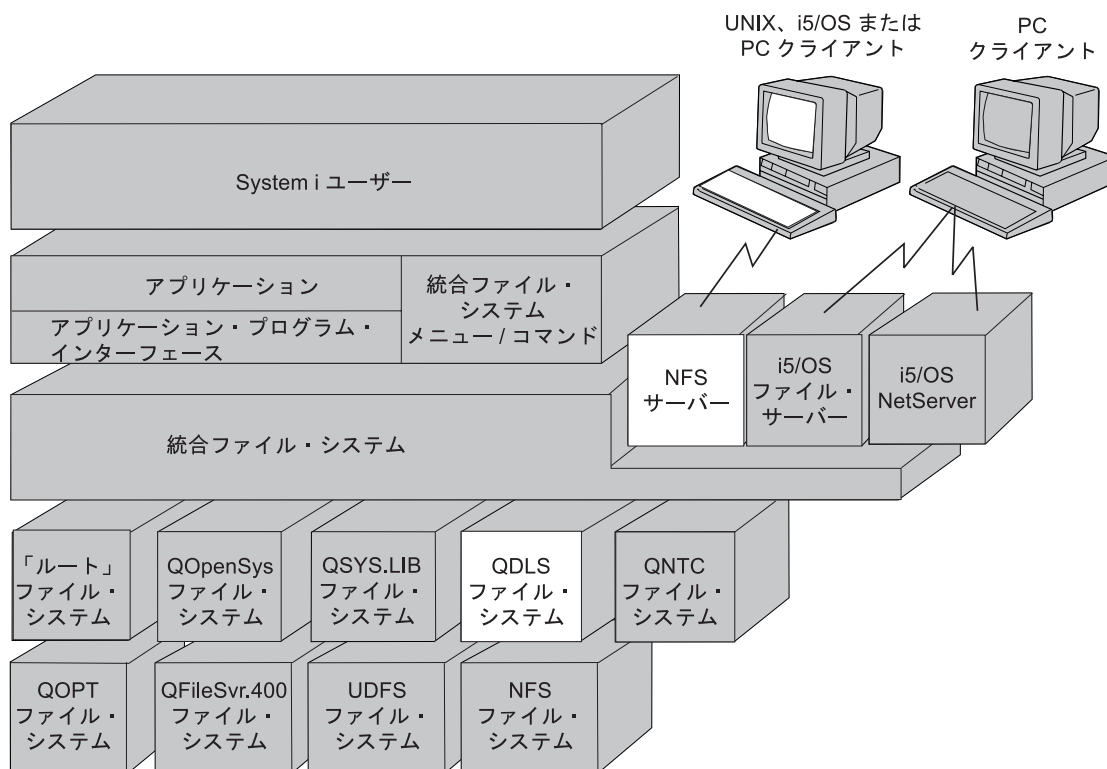 UNIX、i5/OS または
PC クライアント
PC
クライアント
System i ユーザー
アプリケーション
アプリケーション・プログラム・
インターフェース
統合ファイル・
システム
メニュー / コマンド
NFS
サーバー
i5/OS
ファイル・
サーバー
i5/OS
NetServer
統合ファイル・システム
「ルート」
ファイル・
システム
QOpenSys
ファイル・
システム
QSYS.LIB
ファイル・
システム
QDLS
ファイル・
システム
QNTC
ファイル・
システム
QOPT
ファイル・
システム
QFileSvr.400
ファイル・
システム
UDFS
ファイル・
システム
NFS
ファイル・
システム